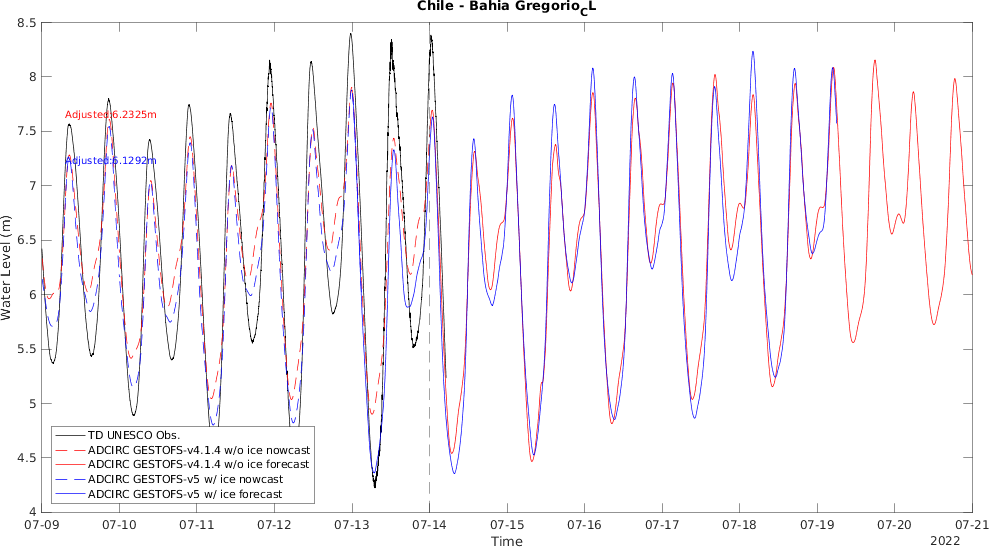 Chile - Bahia Gregorio_CL
8.5
8
7.5
7
6.5
6
5.5
5
4.5
4
Water Level (m)
Adjusted:6.2325m
TD UNESCO Obs.
ADCIRC GESTOFS-v4.1.4 w/o ice nowcast
ADCIRC GESTOFS-v4.1.4 w/o ice forecast
ADCIRC GESTOFS-v5 w/ ice nowcast
ADCIRC GESTOFS-v5 w/ ice forecast
07-09 07-10 07-11 07-12 07-13 07-14 07-15 07-16 07-17 07-18 07-19 07-20 07-21
Time
2022